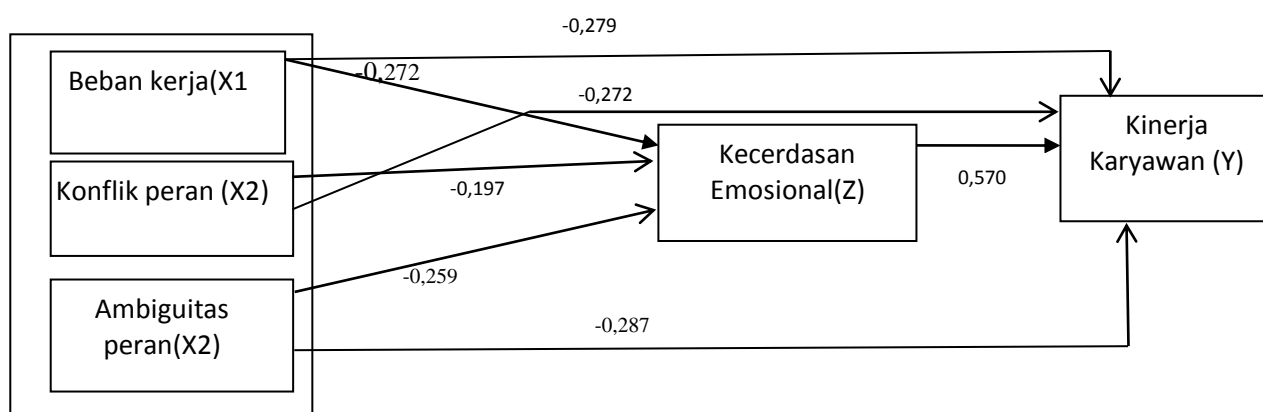 -0,279
Beban kerja(X1
-0,272
-0,272
Kinerja
Karyawan (Y)
Kecerdasan
Emosional(Z)
0,570
Konflik peran (X2)
-0,197
-0,259
Ambiguitas
peran(X2)
-0,287